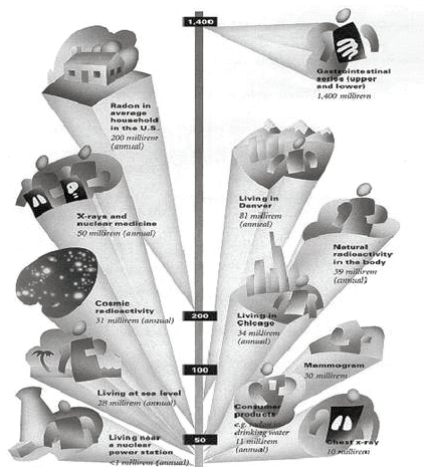 1,400
Gastrointestinal
series (upper
and lower)
1,400 millirem
Radon in
average
household
in the U.S.
200 millirem
(annual)
Living in
Denver
81 millirem
(annual)
X-rays and
nuclear medicine
50 millirem (annual)
Natural
radioactivity
in the body
39 millirem
(annual)
Cosmic
radioactivity
31 millirem (annual)
200
Living in
Chicago
34 millirem
(annual)
100
Mammogram
30 millirem
Living at sea level
28 millirem (annual)
Consumer
products
e.g.
drinking water
11 millirem
(annual)
50
Living near
a nuclear
power station
<1 millirem (annual)
Chest x-ray
10 millirem